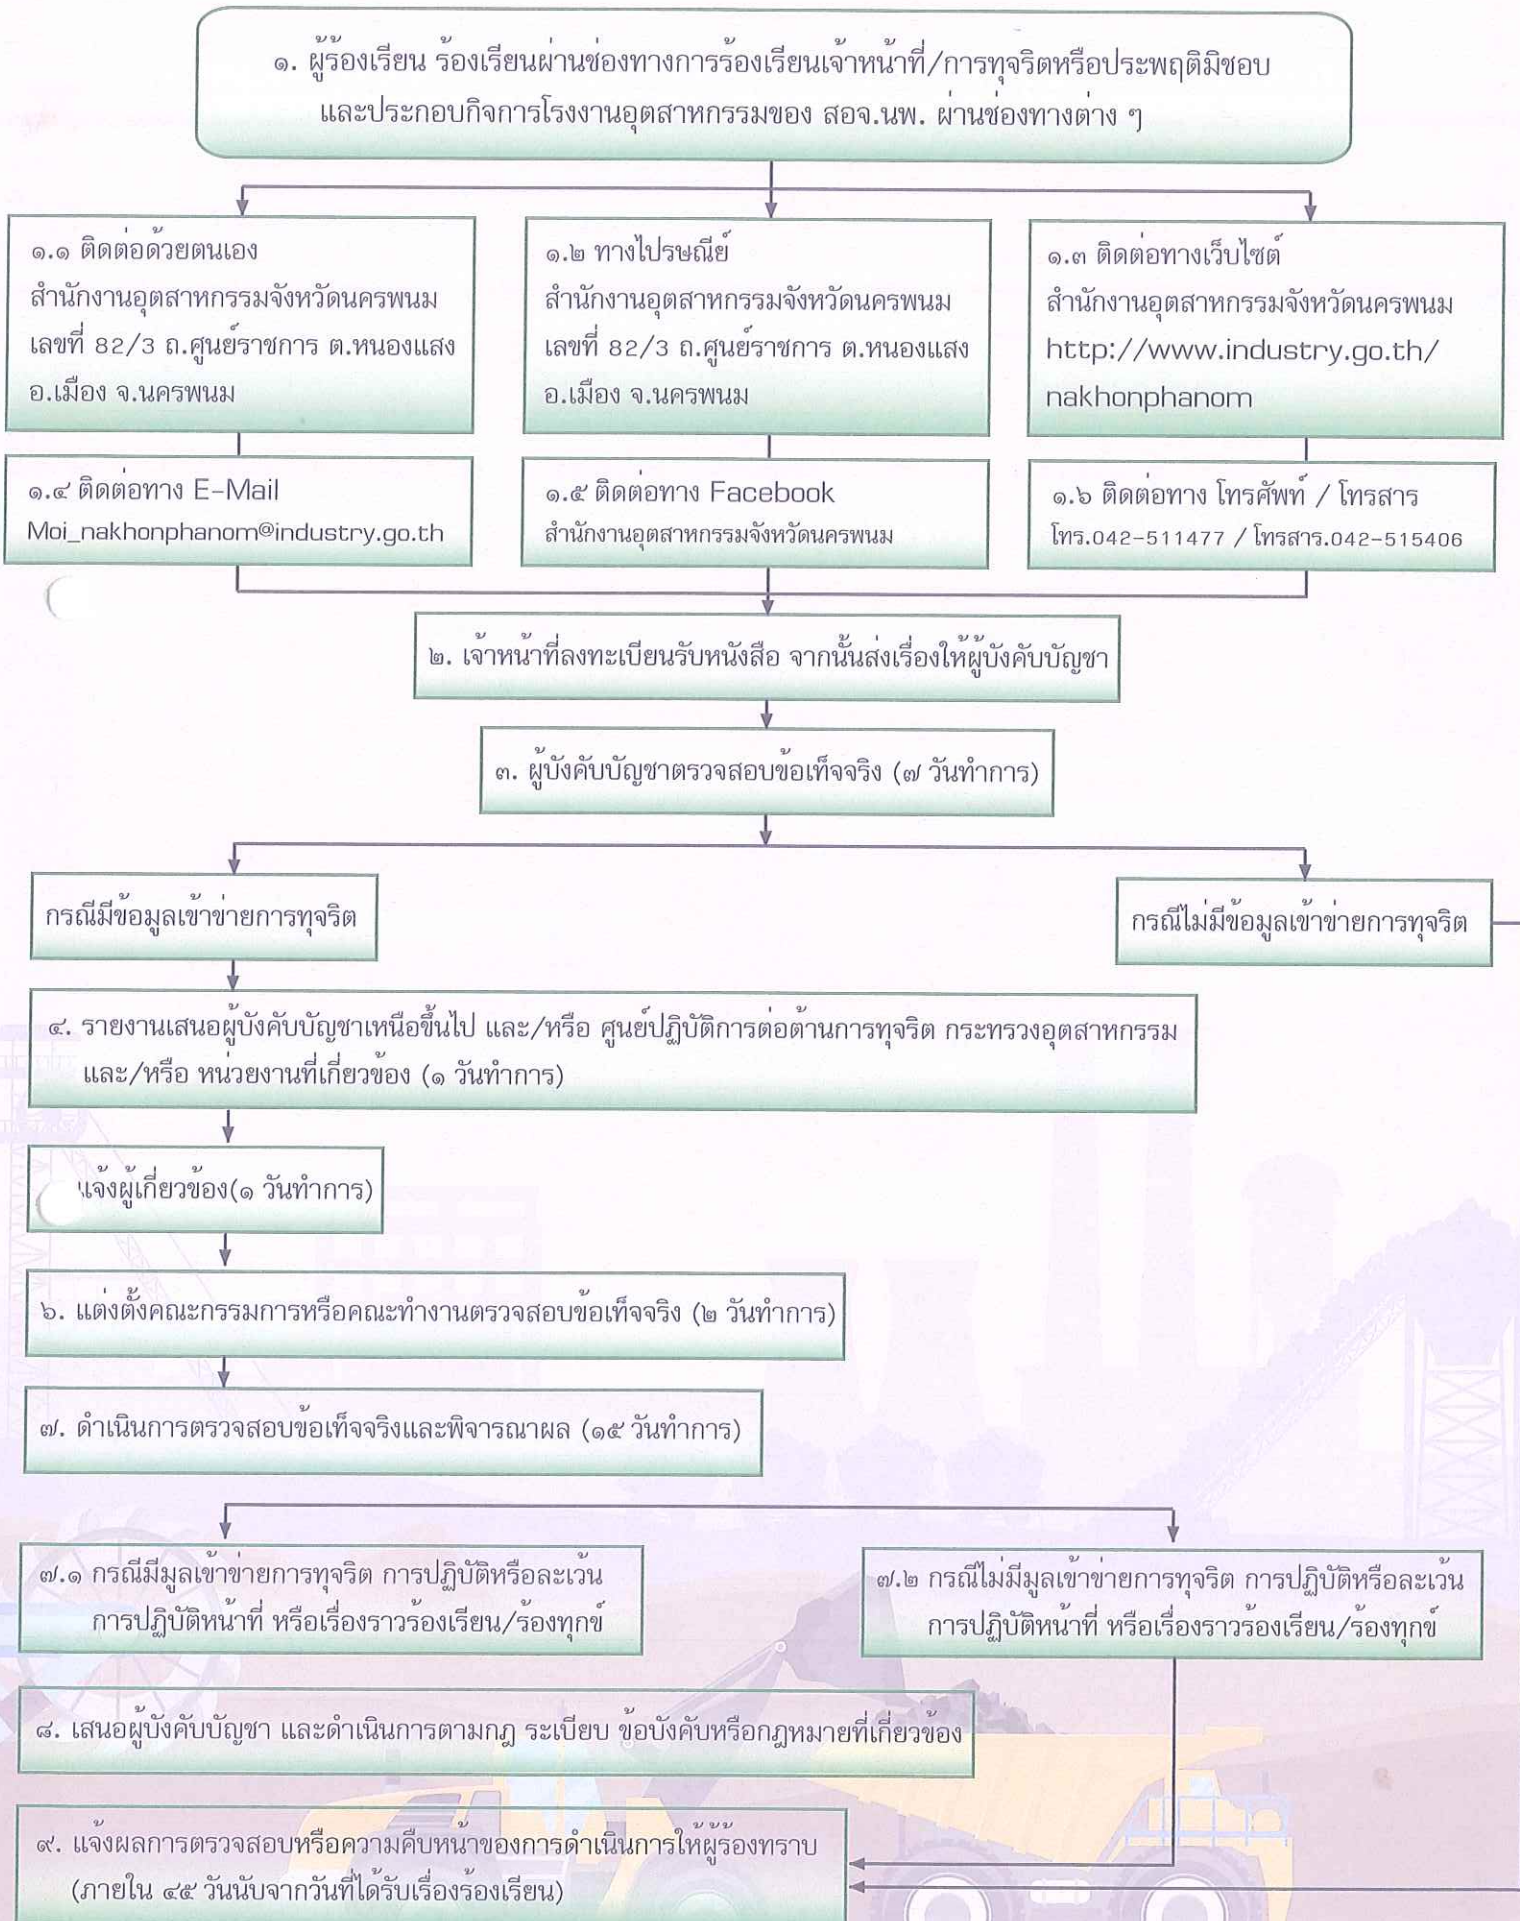 ๑. ผู้ร้องเรียน ร้องเรียนผ่านช่องทางการร้องเรียนเจ้าหน้าที่/การทุจริตหรือประพฤติมิชอบ
และประกอบกิจการโรงงานอุตสาหกรรมของ สอจ.นพ. ผ่านช่องทางต่าง ๆ
๑.๑ ติดต่อด้วยตนเอง
สำนักงานอุตสาหกรรมจังหวัดนครพนม
เลขที่ 82/3 ถ.ศูนย์ราชการ ต.หนองแสง
อ.เมือง จ.นครพนม
๑.๒ ทางไปรษณีย์
สำนักงานอุตสาหกรรมจังหวัดนครพนม
เลขที่ 82/3 ถ.ศูนย์ราชการ ต.หนองแสง
อ.เมือง จ.นครพนม
๑.๓ ติดต่อทางเว็บไซต์
สำนักงานอุตสาหกรรมจังหวัดนครพนม
http://www.industry.go.th/
nakhonphanom
๑.๔ ติดต่อทาง E-Mail
Moi_nakhonphanom@industry.go.th
๑.๕ ติดต่อทาง Facebook
สำนักงานอุตสาหกรรมจังหวัดนครพนม
๑.๖ ติดต่อทาง โทรศัพท์ / โทรสาร
โทร.042-511477 / โทรสาร.042-515406
๒. เจ้าหน้าที่ลงทะเบียนรับหนังสือ จากนั้นส่งเรื่องให้ผู้บังคับบัญชา
๓. ผู้บังคับบัญชาตรวจสอบข้อเท็จจริง (๗ วันทำการ)
กรณีมีข้อมูลเข้าข่ายการทุจริต
กรณีไม่มีข้อมูลเข้าข่ายการทุจริต
๔. รายงานเสนอผู้บังคับบัญชาเหนือขึ้นไป และ/หรือ ศูนย์ปฏิบัติการต่อต้านการทุจริต กระทรวงอุตสาหกรรม
และ/หรือ หน่วยงานที่เกี่ยวข้อง (๑ วันทำการ)
แจ้งผู้เกี่ยวข้อง(๑ วันทำการ)
๖. แต่งตั้งคณะกรรมการหรือคณะทำงานตรวจสอบข้อเท็จจริง (๒ วันทำการ)
๗. ดำเนินการตรวจสอบข้อเท็จจริงและพิจารณาผล (๑๕ วันทำการ)
๗.๑ กรณีมีมูลเข้าข่ายการทุจริต การปฏิบัติหรือละเว้น
การปฏิบัติหน้าที่ หรือเรื่องราวร้องเรียน/ร้องทุกข์
๗.๒ กรณีไม่มีมูลเข้าข่ายการทุจริต การปฏิบัติหรือละเว้น
การปฏิบัติหน้าที่ หรือเรื่องราวร้องเรียน/ร้องทุกข์
๘. เสนอผู้บังคับบัญชา และดำเนินการตามกฎ ระเบียบ ข้อบังคับหรือกฎหมายที่เกี่ยวข้อง
๙. แจ้งผลการตรวจสอบหรือความคืบหน้าของการดำเนินการให้ผู้ร้องทราบ
(ภายใน ๔๕ วันนับจากวันที่ได้รับเรื่องร้องเรียน)